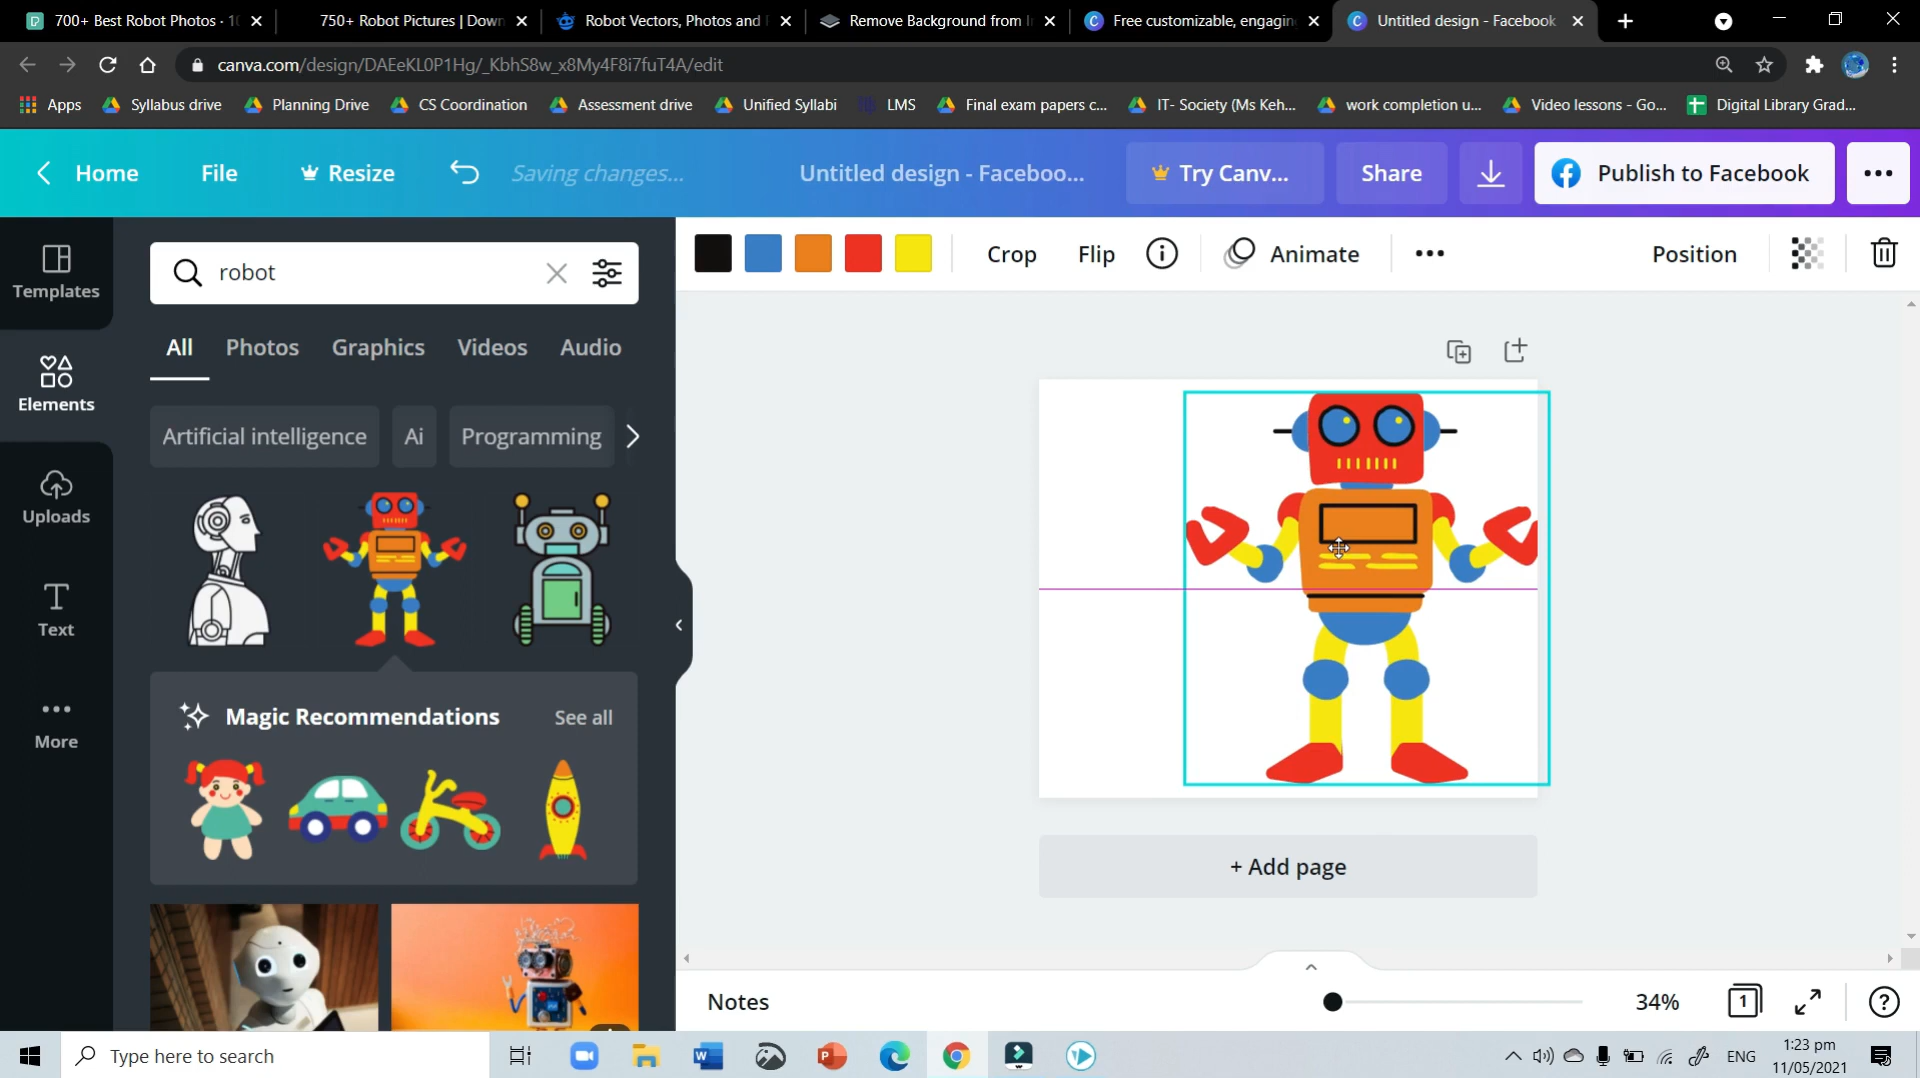 700+ Best Robot Photos · 10
750+ Robot Pictures | Down
Robot Vectors, Photos and
Remove Background from I
Free customizable, engagin
Untitled design - Facebook
canva.com/design/DAEeKL0P1Hg/_KbhS8w_x8My4F8i7fuT4A/edit
Apps
Syllabus drive
Planning Drive
CS Coordination
Assessment drive
Unified Syllabi
LMS
Final exam papers c...
IT- Society (Ms Keh...
work completion u...
Video lessons - Go...
Digital Library Grad...
Home
File
Resize
Saving changes...
Untitled design - Faceboo...
Try Canv...
Share
Publish to Facebook
robot
Crop
Flip
Animate
Position
Templates
Elements
Uploads
Text
More
All
Photos
Graphics
Videos
Audio
Artificial intelligence
Ai
Programming
Magic Recommendations
See all
+ Add page
Notes
34%
1
Type here to search
ENG
1:23 pm
11/05/2021